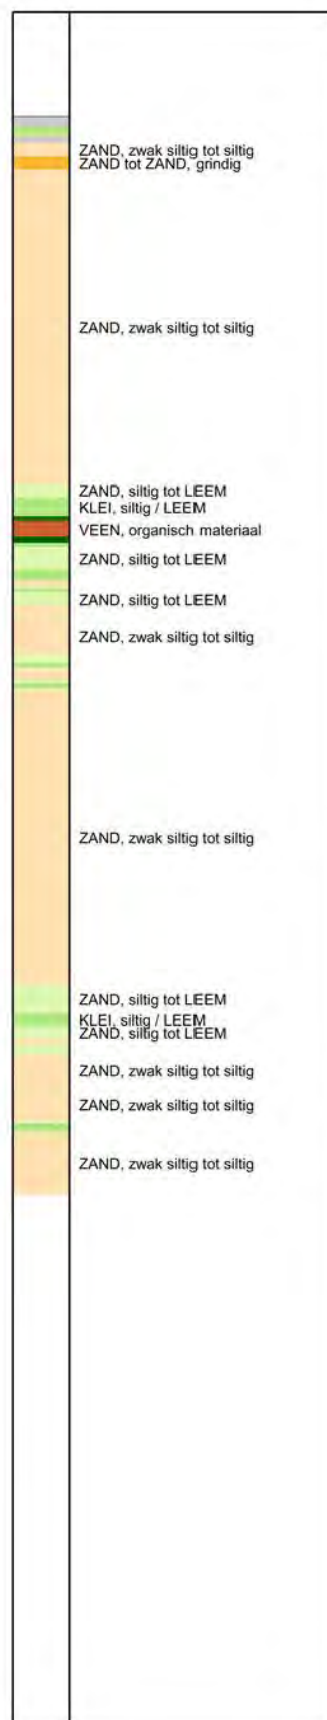 ZAND, zwak siltig tot siltig
ZAND tot ZAND, grindig
ZAND, zwak siltig tot siltig
ZAND, siltig tot LEEM
KLEI, siltig / LEEM
VEEN, organisch materiaal
ZAND, siltig tot LEEM
ZAND, siltig tot LEEM
ZAND, zwak siltig tot siltig
ZAND, zwak siltig tot siltig
ZAND, siltig tot LEEM
KLEI, siltig / LEEM
ZAND, siltig tot LEEM
ZAND, zwak siltig tot siltig
ZAND, zwak siltig tot siltig
ZAND, zwak siltig tot siltig